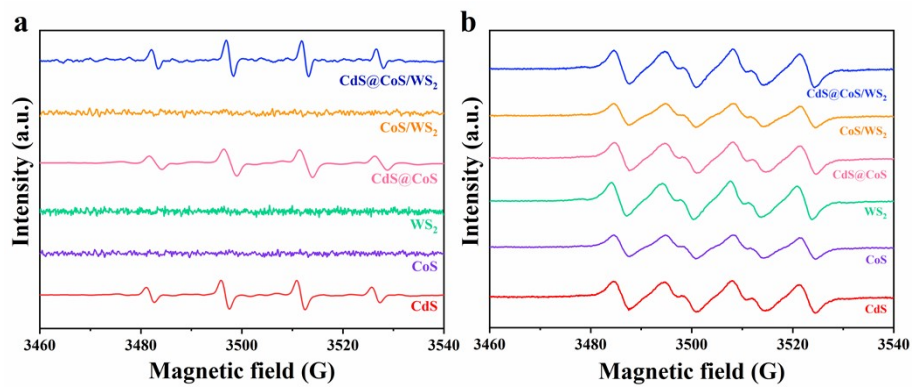 a
CdS@CoS/WS₂
CoS/WS₂
CdS@CoS
WS₂
CoS
CdS
Intensity (a.u.)
3460 3480 3500 3520 3540
Magnetic field (G)
b
CdS@CoS/WS₂
CoS/WS₂
CdS@CoS
WS₂
CoS
CdS
Intensity (a.u.)
3460 3480 3500 3520 3540
Magnetic field (G)